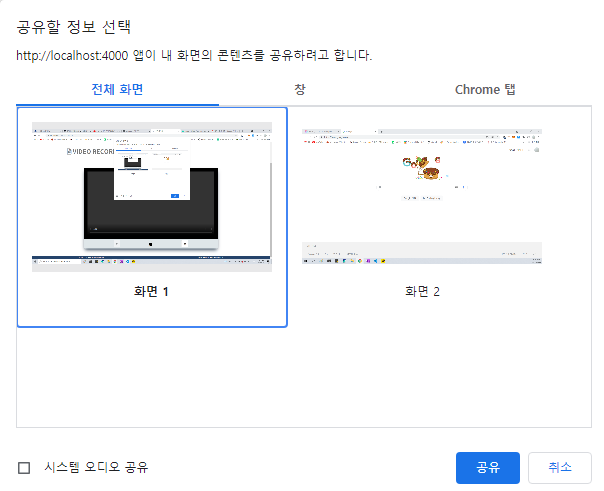 공유할 정보 선택
http://localhost:4000 앱이 내 화면의 콘텐츠를 공유하려고 합니다.
전체 화면
창
Chrome 탭
VIDEO RECOR
화면 1
화면 2
시스템 오디오 공유
공유
취소